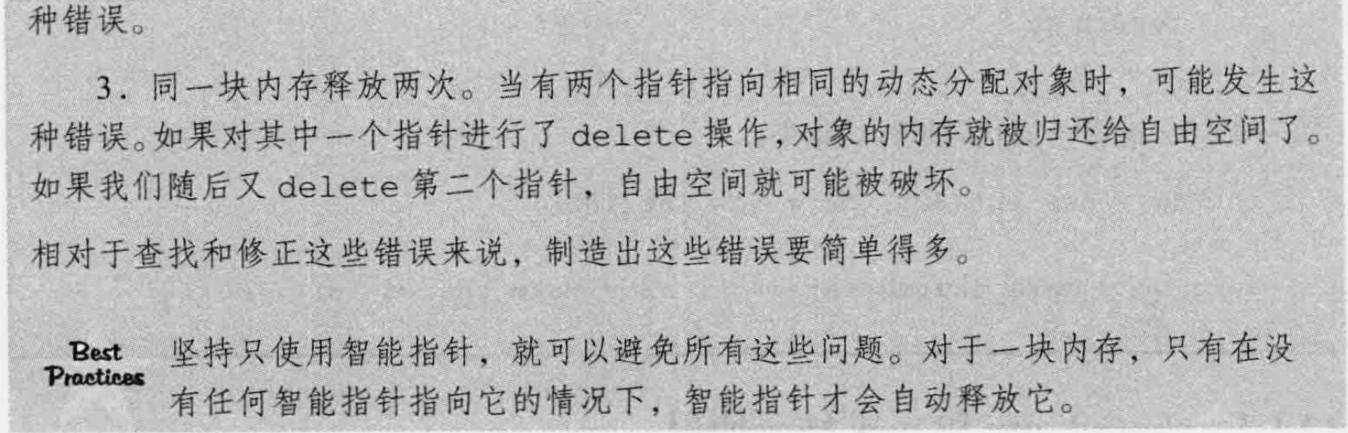 种错误。
3. 同一块内存释放两次。当有两个指针指向相同的动态分配对象时，可能发生这
种错误。如果对其中一个指针进行了 delete 操作，对象的内存就被归还给自由空间了。
如果我们随后又 delete 第二个指针，自由空间就可能被破坏。
相对于查找和修正这些错误来说，制造出这些错误要简单得多。
Best
Practices
坚持只使用智能指针，就可以避免所有这些问题。对于一块内存，只有在没
有任何智能指针指向它的情况下，智能指针才会自动释放它。